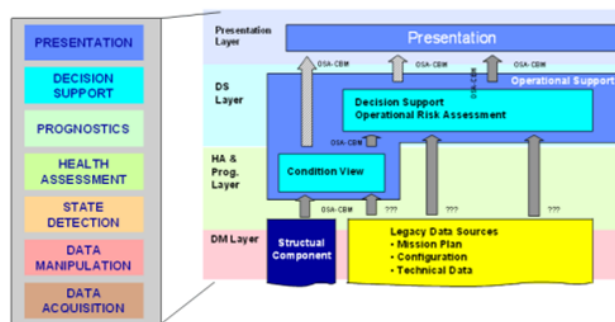 PRESENTATION
DECISION
SUPPORT
PROGNOSTICS
HEALTH
ASSESSMENT
STATE
DETECTION
DATA
MANIPULATION
DATA
ACQUISITION
Presentation
Layer
Presentation
OSA-CBM
OSA-CBM
OSA-CBM
OSA-CBM
Operational Support
DS
Layer
Decision Support
Operational Risk Assessment
OSA-CBM
HA &
Prog.
Layer
Condition View
OSA-CBM
???
???
???
DM Layer
Structual
Component
Legacy Data Sources
• Mission Plan
• Configuration
• Technical Data